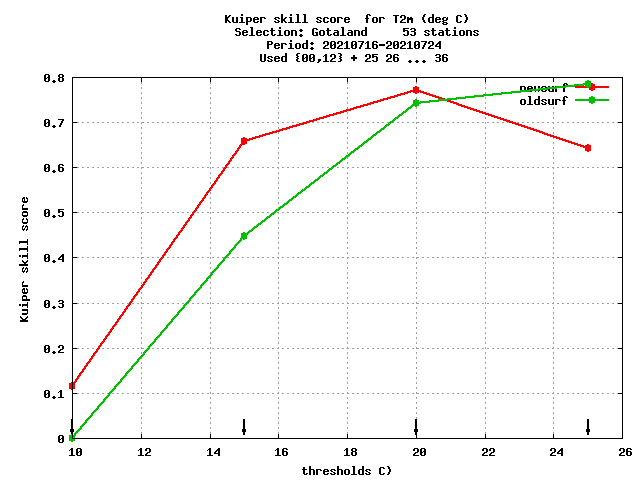 Kuiper skill score for T2m (deg C)
Selection: Gotaland 53 stations
Period: 20210716-20210724
Used {00,12} + 25 26 ... 36
0.8
0.7
0.6
0.5
0.4
0.3
0.2
0.1
0
Kuiper skill score
newsurf
oldsurf
10 12 14 16 18 20 22 24 26
thresholds C)